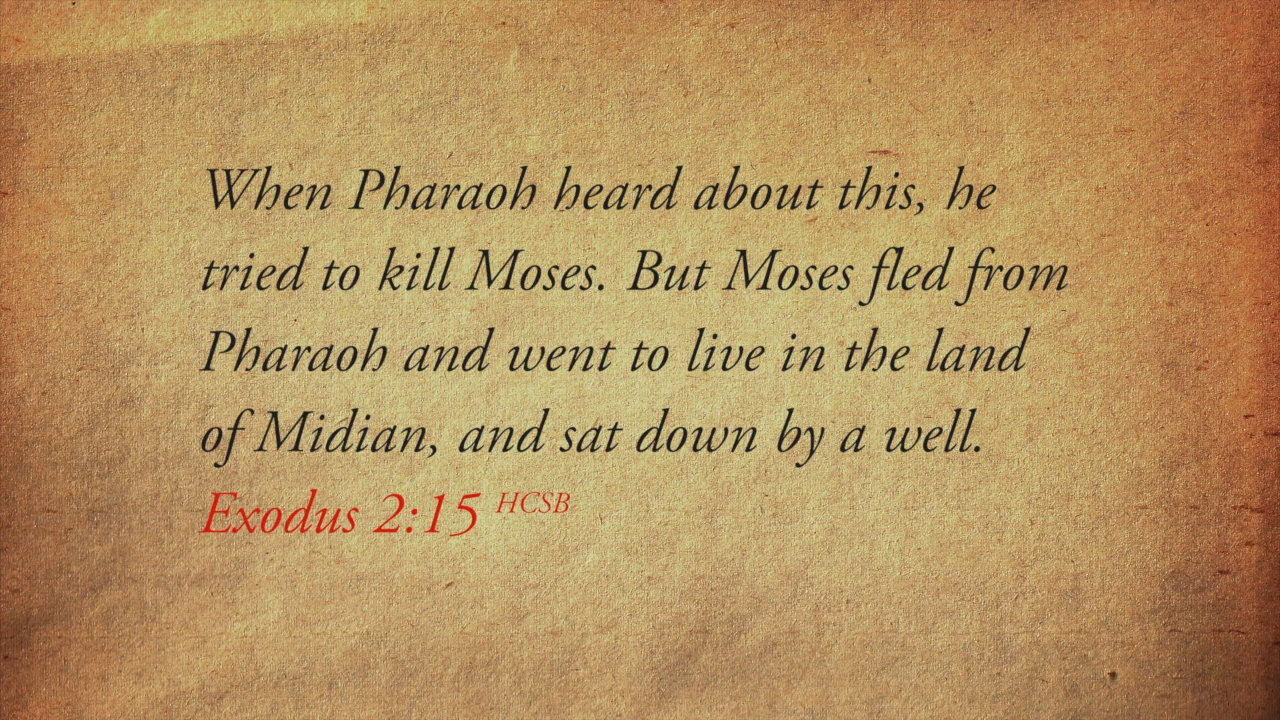 When Pharaoh heard about this, he
tried to kill Moses. But Moses fled from
Pharaoh and went to live in the land
of Midian, and sat down by a well.
Exodus 2:15 HCSB